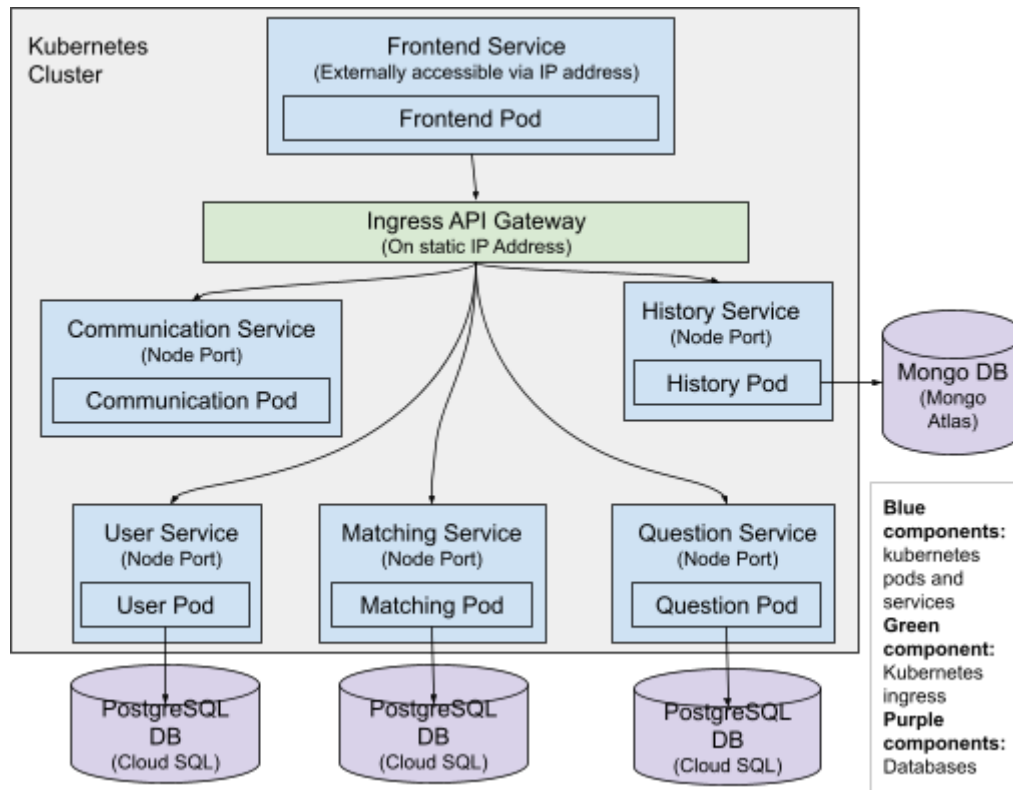 Kubernetes
Cluster
Frontend Service
(Externally accessible via IP address)
Frontend Pod
Ingress API Gateway
(On static IP Address)
Communication Service
(Node Port)
Communication Pod
History Service
(Node Port)
History Pod
Mongo DB
(Mongo
Atlas)
User Service
(Node Port)
User Pod
Matching Service
(Node Port)
Matching Pod
Question Service
(Node Port)
Question Pod
PostgreSQL
DB
(Cloud SQL)
PostgreSQL
DB
(Cloud SQL)
PostgreSQL
DB
(Cloud SQL)
Blue
components:
kubernetes
pods and
services
Green
component:
Kubernetes
ingress
Purple
components:
Databases